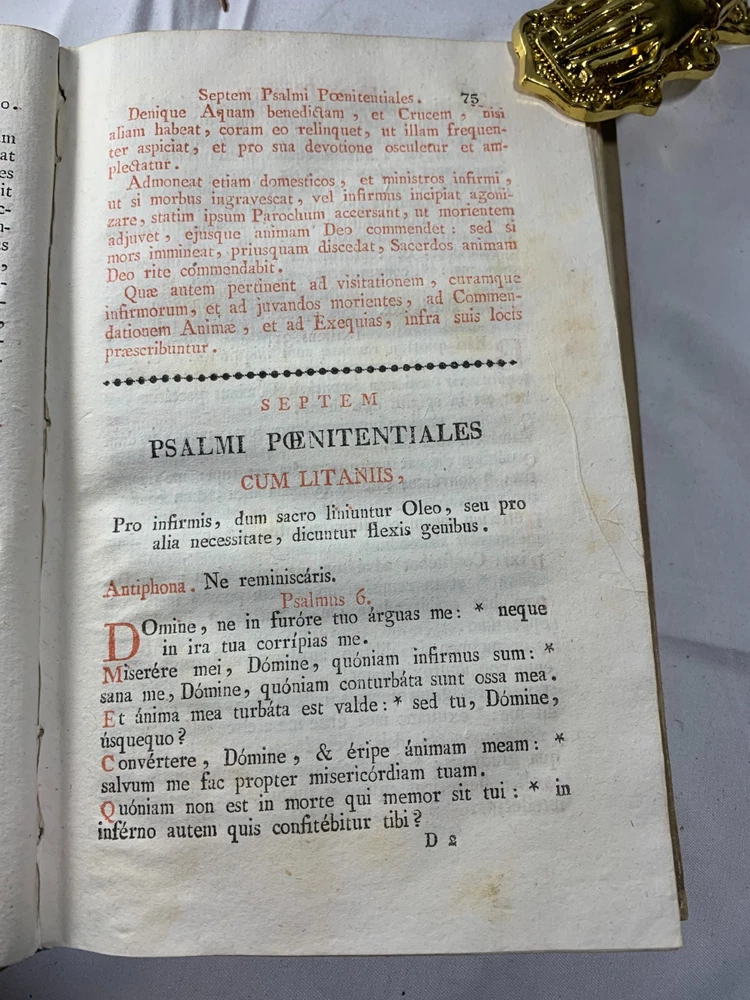 Septem Psalmi Pœnitentiales. 75
Denique Aquam benedictam, et Crucem, nisi
aliam habeat, coram eo relinquet, ut illam frequen-
ter aspiciat, et pro sua devotione osculetur et am-
plectatur.
Admoneat etiam domesticos, et ministros infirmi,
ut si morbus ingravescat, vel infirmus incipiat agoni-
zare, statim ipsum Parochum accersant, ut morientem
adjuvet, ejusque animam Deo commendet: sed si
mors immineat, priusquam discedat, Sacerdos animam
Deo rite commendabit.
Quæ autem pertinent ad visitationem, curamque
infirmorum, et ad juvandos morientes, ad Commen-
dationem Animæ, et ad Exequias, infra suis locis
præscribuntur.
SEPTEM
PSALMI PŒNITENTIALES
CUM LITANIIS,
Pro infirmis, dum sacro liniuntur Oleo, seu pro
alia necessitate, dicuntur flexis genibus.
Antiphona. Ne reminiscáris.
Psalmus 6.
DOmine, ne in furóre tuo árguas me: * neque
in ira tua corrípias me.
Miserére mei, Dómine, quóniam infirmus sum: *
sana me, Dómine, quóniam conturbáta sunt ossa mea.
Et ánima mea turbáta est valde: * sed tu, Dómine,
úsquequo?
Convértere, Dómine, & éripe ánimam meam: *
salvum me fac propter misericórdiam tuam.
Quóniam non est in morte qui memor sit tui: * in
inférno autem quis confitébitur tibi?
D 2
o.
m
at
es
it
c-